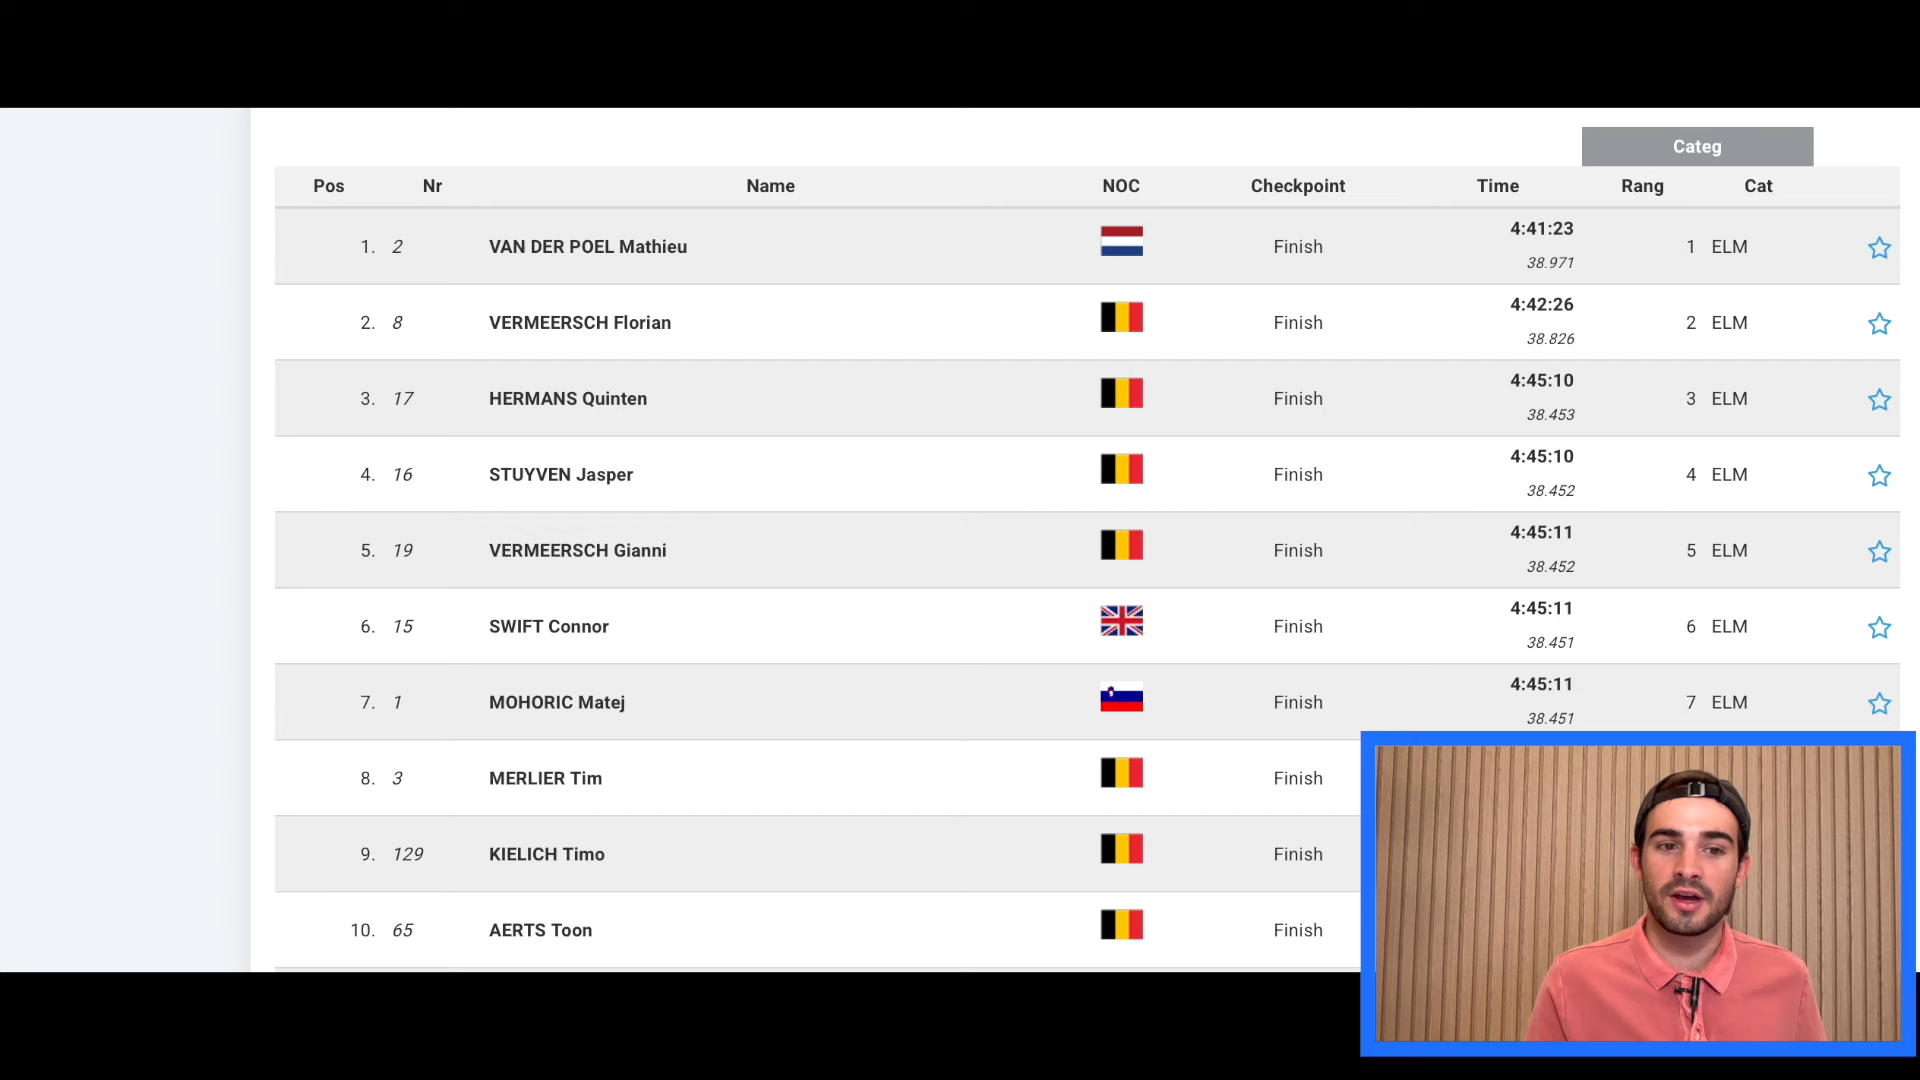 Categ
Pos Nr Name NOC Checkpoint Time Rang Cat
1. 2 VAN DER POEL Mathieu Finish 4:41:23 1 ELM
38.971
2. 8 VERMEERSCH Florian Finish 4:42:26 2 ELM
38.826
3. 17 HERMANS Quinten Finish 4:45:10 3 ELM
38.453
4. 16 STUYVEN Jasper Finish 4:45:10 4 ELM
38.452
5. 19 VERMEERSCH Gianni Finish 4:45:11 5 ELM
38.452
6. 15 SWIFT Connor Finish 4:45:11 6 ELM
38.451
7. 1 MOHORIC Matej Finish 4:45:11 7 ELM
38.451
8. 3 MERLIER Tim Finish
9. 129 KIELICH Timo Finish
10. 65 AERTS Toon Finish